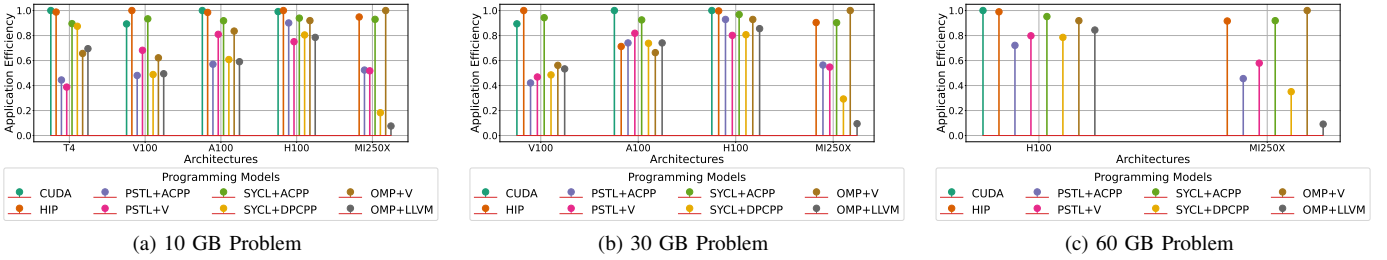 Application Efficiency
1.0
0.8
0.6
0.4
0.2
0.0
T4 V100 A100 H100 MI250X
Architectures
Programming Models
CUDA PSTL+ACPP SYCL+ACPP OMP+V
HIP PSTL+V SYCL+DPCPP OMP+LLVM
(a) 10 GB Problem
Application Efficiency
1.0
0.8
0.6
0.4
0.2
0.0
V100 A100 H100 MI250X
Architectures
Programming Models
CUDA PSTL+ACPP SYCL+ACPP OMP+V
HIP PSTL+V SYCL+DPCPP OMP+LLVM
(b) 30 GB Problem
Application Efficiency
1.0
0.8
0.6
0.4
0.2
0.0
H100 MI250X
Architectures
Programming Models
CUDA PSTL+ACPP SYCL+ACPP OMP+V
HIP PSTL+V SYCL+DPCPP OMP+LLVM
(c) 60 GB Problem